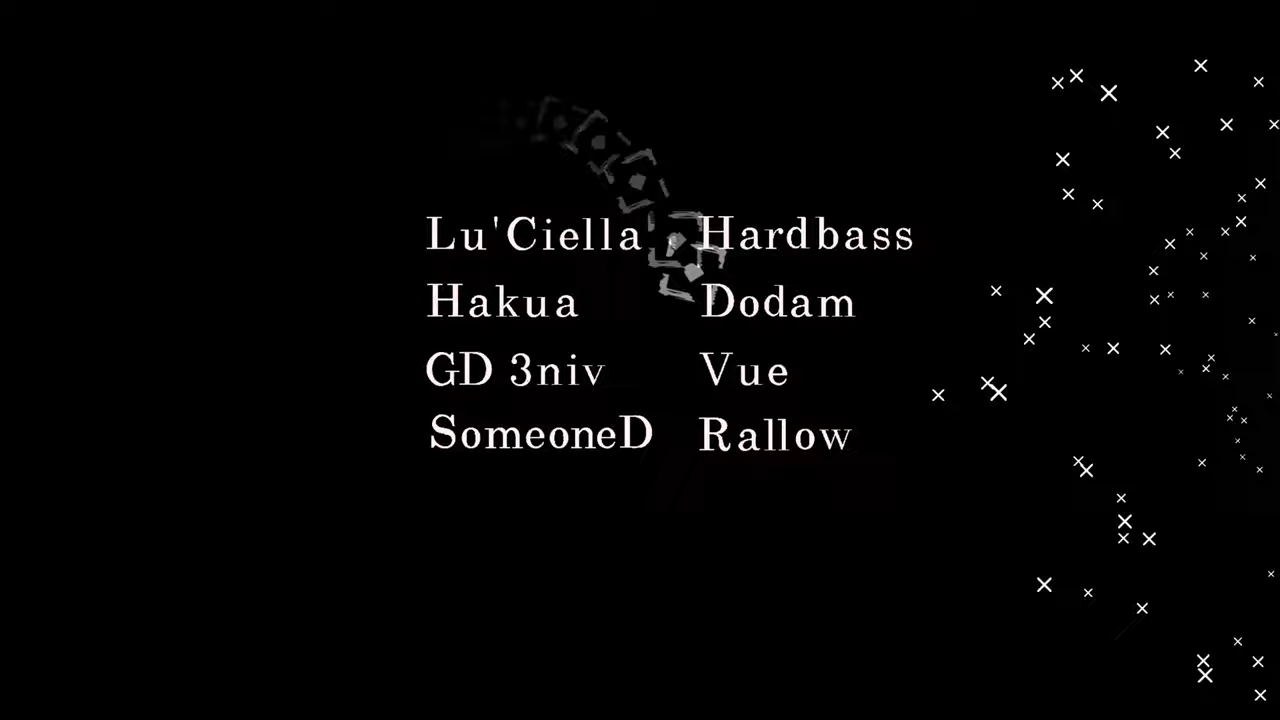 Lu'Ciella Hardbass
Hakua Dodam
GD 3niv Vue
SomeoneD Rallow